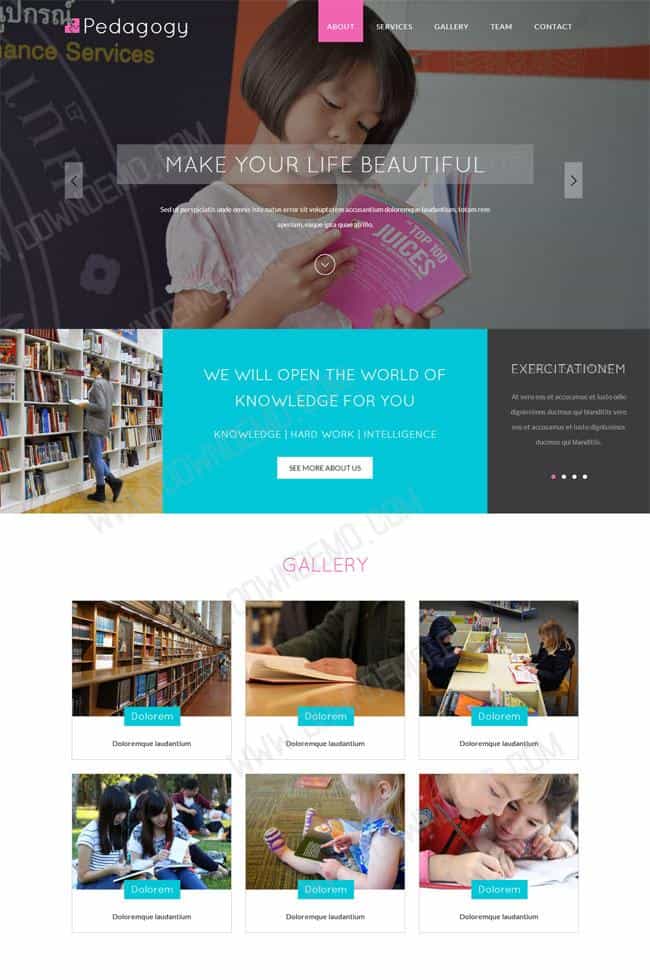 อุปกรณ์
ance Services
Pedagogy
ABOUT SERVICES GALLERY TEAM CONTACT
MAKE YOUR LIFE BEAUTIFUL
Sed ut perspiciatis unde omnis iste natus error sit voluptatem accusantium doloremque laudantium, totam rem
aperiam, eaque ipsa quae ab illo.
TOP 100
JUICES
WE WILL OPEN THE WORLD OF
KNOWLEDGE FOR YOU
KNOWLEDGE | HARD WORK | INTELLIGENCE
SEE MORE ABOUT US
EXERCITATIONEM
At vero eos et accusamus et iusto odio
dignissimos ducimus qui blanditiis vero
eos et accusamus et iusto dignissimos
ducimus qui blanditiis.
GALLERY
Dolorem
Doloremque laudantium
Dolorem
Doloremque laudantium
Dolorem
Doloremque laudantium
Dolorem
Doloremque laudantium
Dolorem
Doloremque laudantium
Dolorem
Doloremque laudantium
WWW.DOWNDEMO.COM